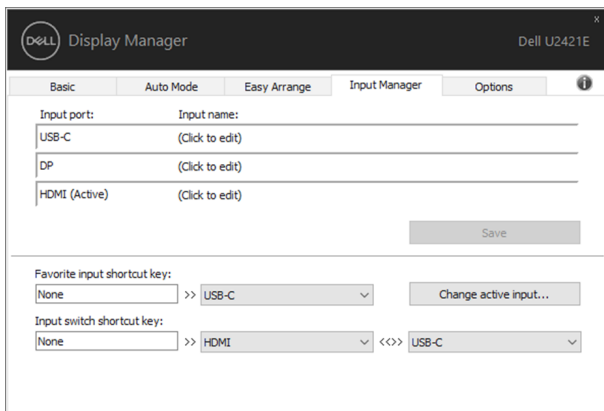 x
DELL Display Manager Dell U2421E
Basic Auto Mode Easy Arrange Input Manager Options i
Input port: Input name:
USB-C (Click to edit)
DP (Click to edit)
HDMI (Active) (Click to edit)
Save
Favorite input shortcut key:
None >> USB-C Change active input...
Input switch shortcut key:
None >> HDMI <<>> USB-C